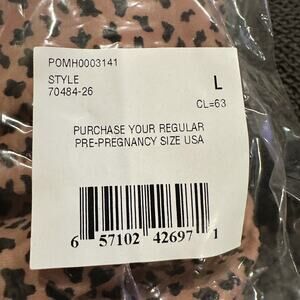 POMH0003141
STYLE
70484-26
L
CL=63
PURCHASE YOUR REGULAR
PRE-PREGNANCY SIZE USA
6 57102 42697 1